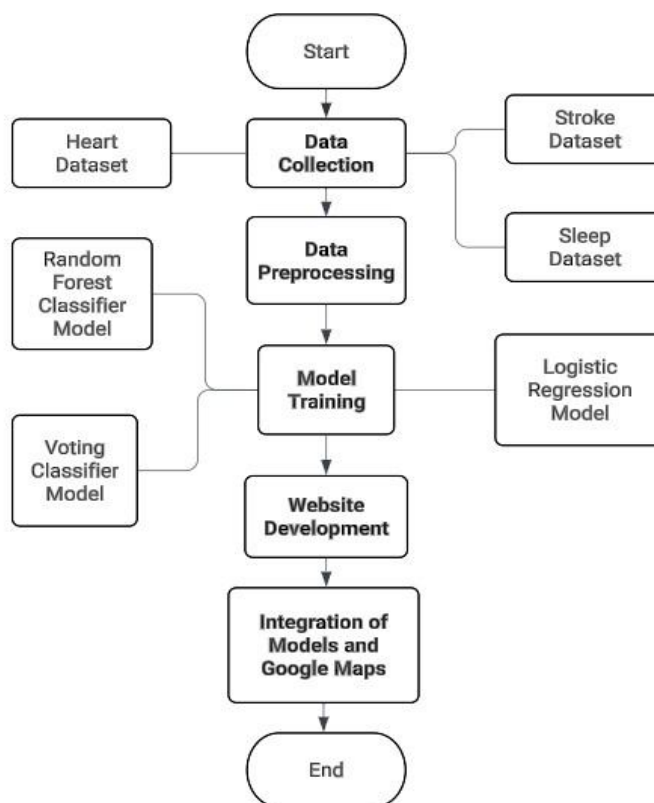 Start
Heart
Dataset
Data
Collection
Stroke
Dataset
Sleep
Dataset
Data
Preprocessing
Random
Forest
Classifier
Model
Model
Training
Logistic
Regression
Model
Voting
Classifier
Model
Website
Development
Integration of
Models and
Google Maps
End